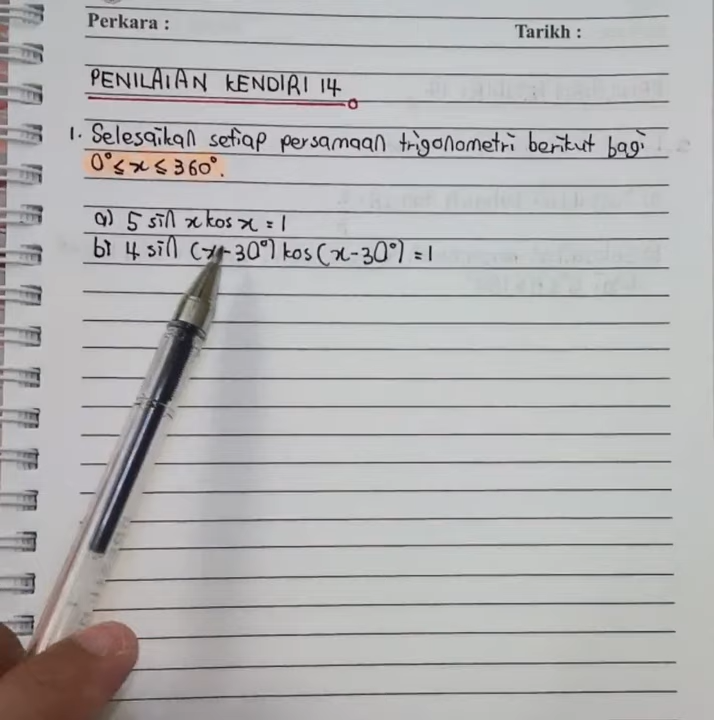 Perkara :
Tarikh :
PENILAIAN KENDIRI 14
1. Selesaikan setiap persamaan trigonometri berikut bagi
0° ≤ x ≤ 360°.
a) 5 sin x kos x = 1
b) 4 sin (x - 30°) kos (x - 30°) = 1